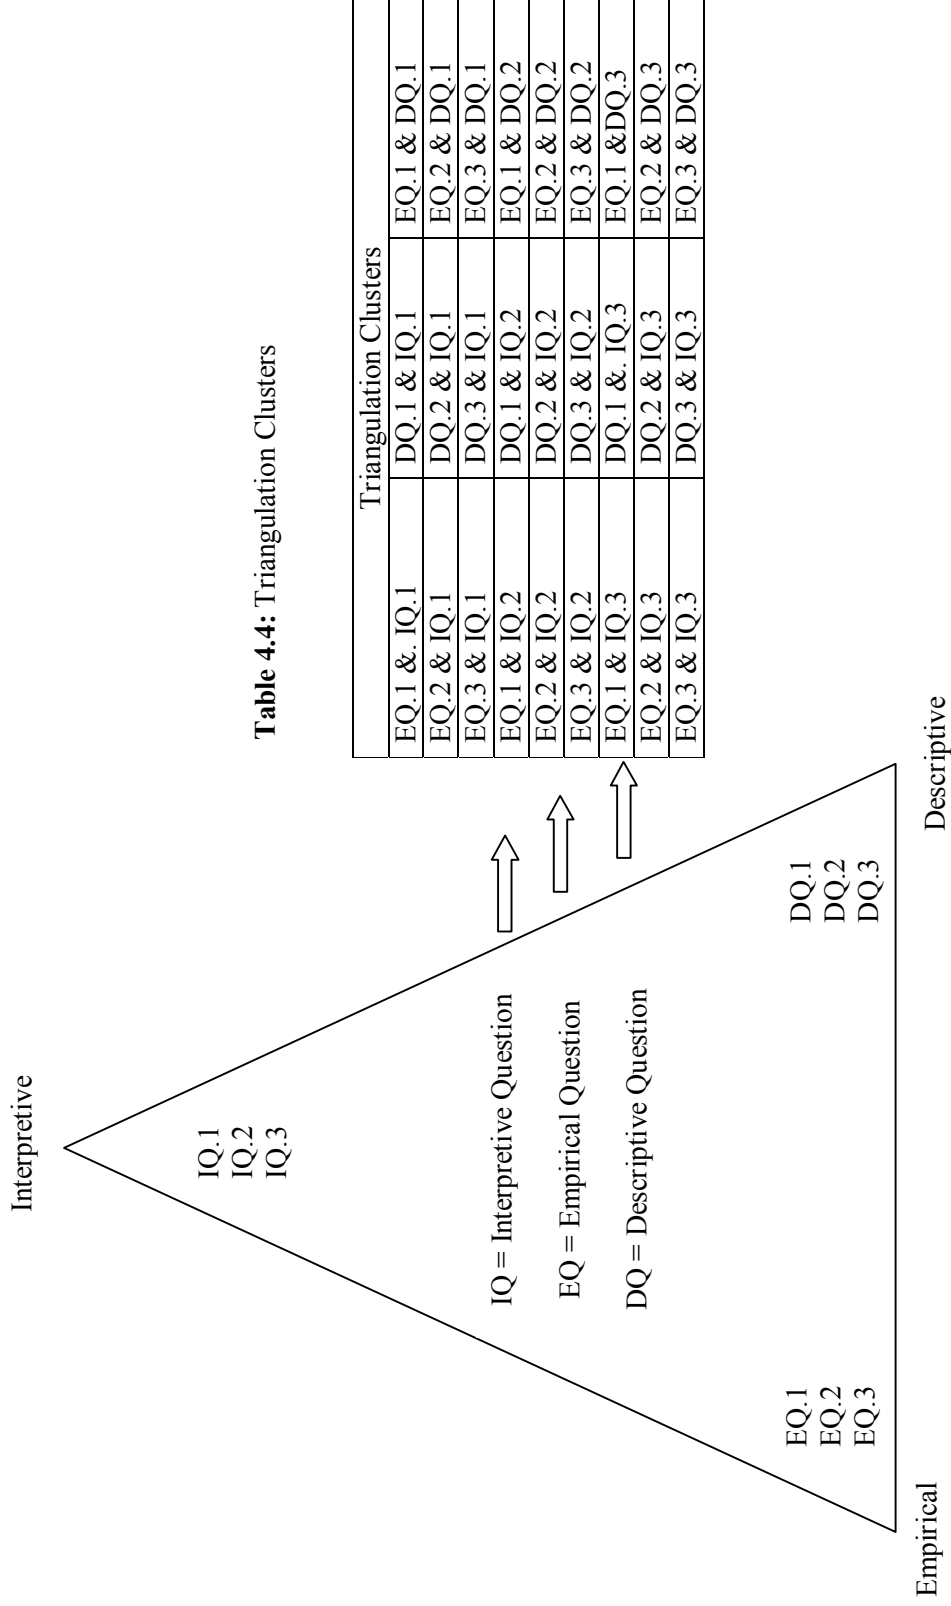 Interpretive
IQ.1
IQ.2
IQ.3
IQ = Interpretive Question
EQ = Empirical Question
DQ = Descriptive Question
EQ.1
EQ.2
EQ.3
DQ.1
DQ.2
DQ.3
Empirical
Descriptive
Table 4.4: Triangulation Clusters
Triangulation Clusters
EQ.1 &. IQ.1 DQ.1 & IQ.1 EQ.1 & DQ.1
EQ.2 & IQ.1 DQ.2 & IQ.1 EQ.2 & DQ.1
EQ.3 & IQ.1 DQ.3 & IQ.1 EQ.3 & DQ.1
EQ.1 & IQ.2 DQ.1 & IQ.2 EQ.1 & DQ.2
EQ.2 & IQ.2 DQ.2 & IQ.2 EQ.2 & DQ.2
EQ.3 & IQ.2 DQ.3 & IQ.2 EQ.3 & DQ.2
EQ.1 & IQ.3 DQ.1 &. IQ.3 EQ.1 &DQ.3
EQ.2 & IQ.3 DQ.2 & IQ.3 EQ.2 & DQ.3
EQ.3 & IQ.3 DQ.3 & IQ.3 EQ.3 & DQ.3